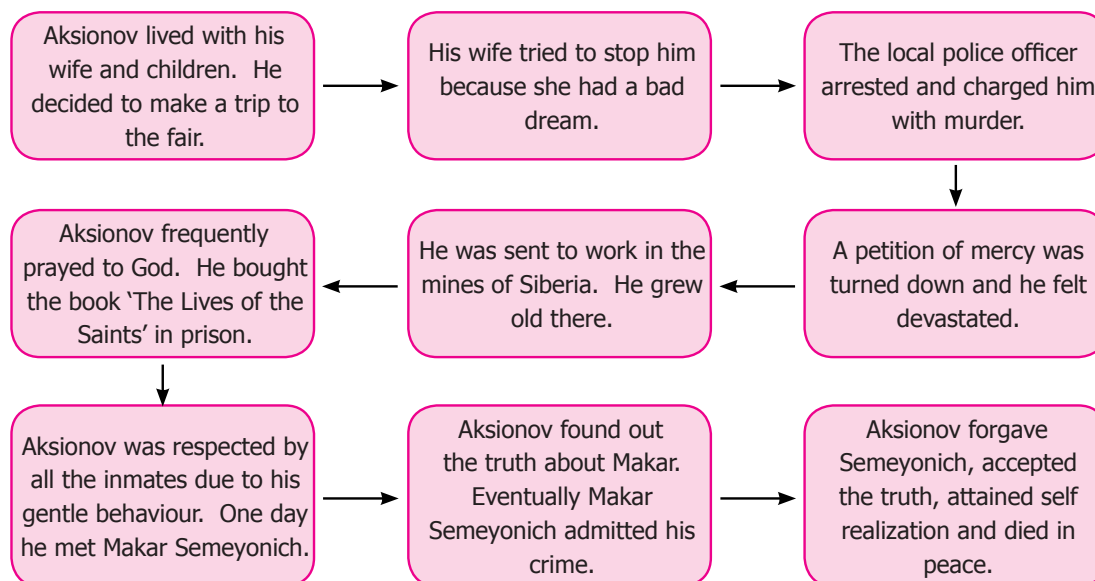 Aksionov lived with his
wife and children. He
decided to make a trip to
the fair.
His wife tried to stop him
because she had a bad
dream.
The local police officer
arrested and charged him
with murder.
A petition of mercy was
turned down and he felt
devastated.
He was sent to work in the
mines of Siberia. He grew
old there.
Aksionov frequently
prayed to God. He bought
the book ‘The Lives of the
Saints’ in prison.
Aksionov was respected by
all the inmates due to his
gentle behaviour. One day
he met Makar Semeyonich.
Aksionov found out
the truth about Makar.
Eventually Makar
Semeyonich admitted his
crime.
Aksionov forgave
Semeyonich, accepted
the truth, attained self
realization and died in
peace.